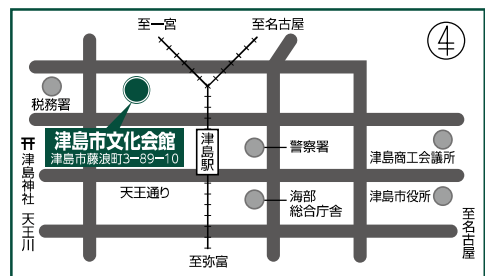 至一宮
至名古屋
税務署
津島市文化会館
津島市藤浪町3-89-10
津島駅
警察署
津島商工会議所
津島神社
天王川
天王通り
海部
総合庁舎
津島市役所
至名古屋
至弥富